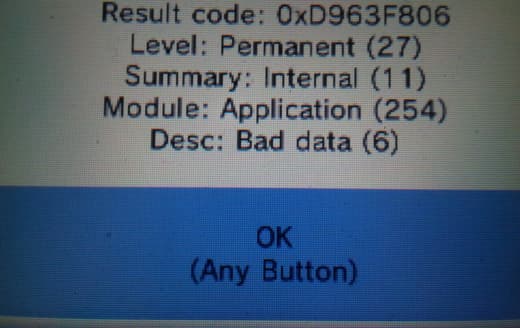 Result code: 0xD963F806
Level: Permanent (27)
Summary: Internal (11)
Module: Application (254)
Desc: Bad data (6)
OK
(Any Button)